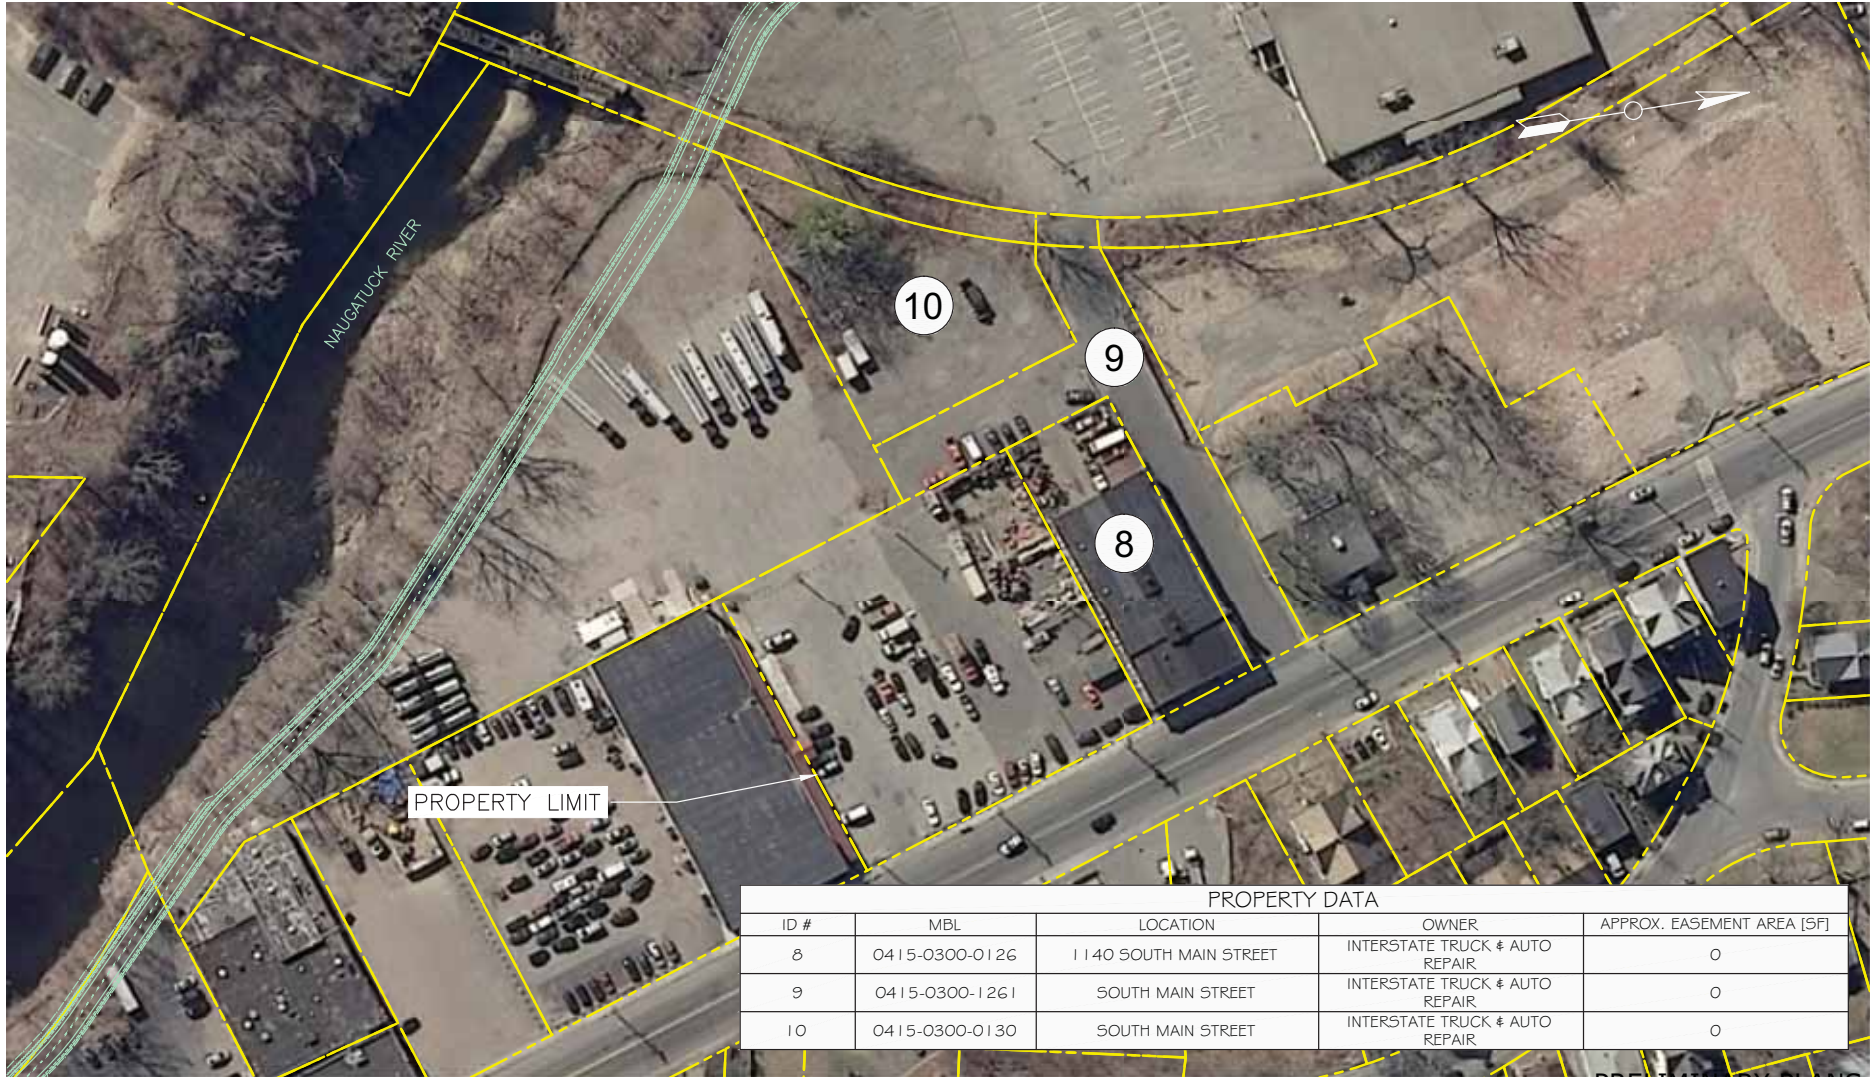 NAUGATUCK RIVER
10
9
8
PROPERTY LIMIT
PROPERTY DATA
ID # MBL LOCATION OWNER APPROX. EASEMENT AREA [SF]
8 0415-0300-0126 1140 SOUTH MAIN STREET INTERSTATE TRUCK & AUTO REPAIR 0
9 0415-0300-1261 SOUTH MAIN STREET INTERSTATE TRUCK & AUTO REPAIR 0
10 0415-0300-0130 SOUTH MAIN STREET INTERSTATE TRUCK & AUTO REPAIR 0